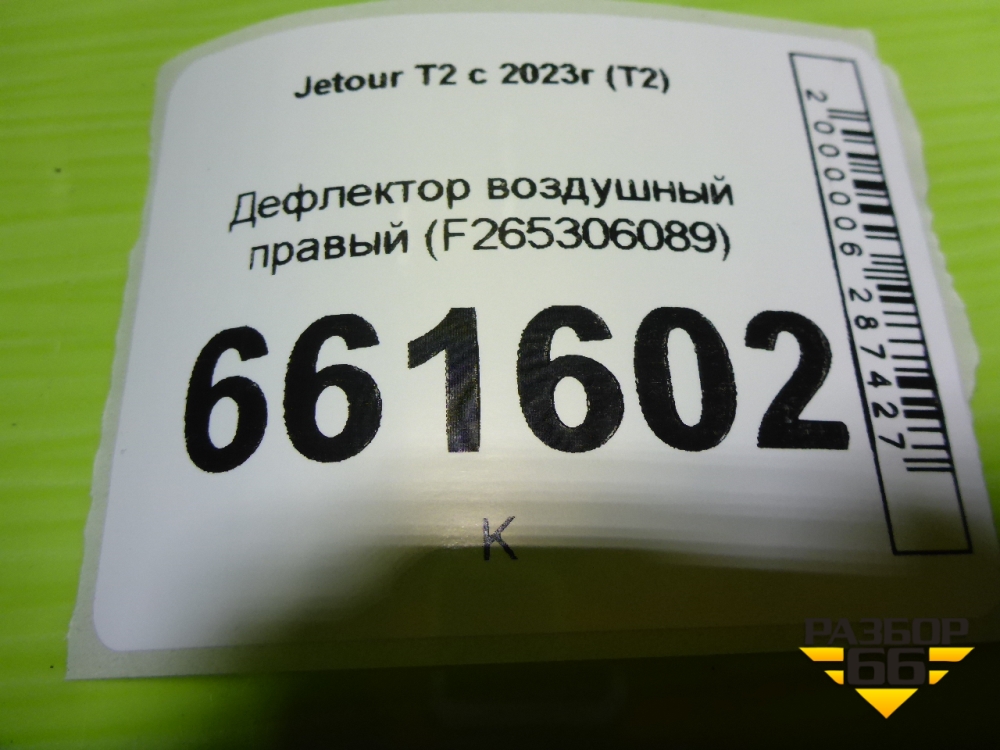 Jetour T2 с 2023г (T2)
Дефлектор воздушный
правый (F265306089)
661602
К
2000006287427
РАЗБОР
66